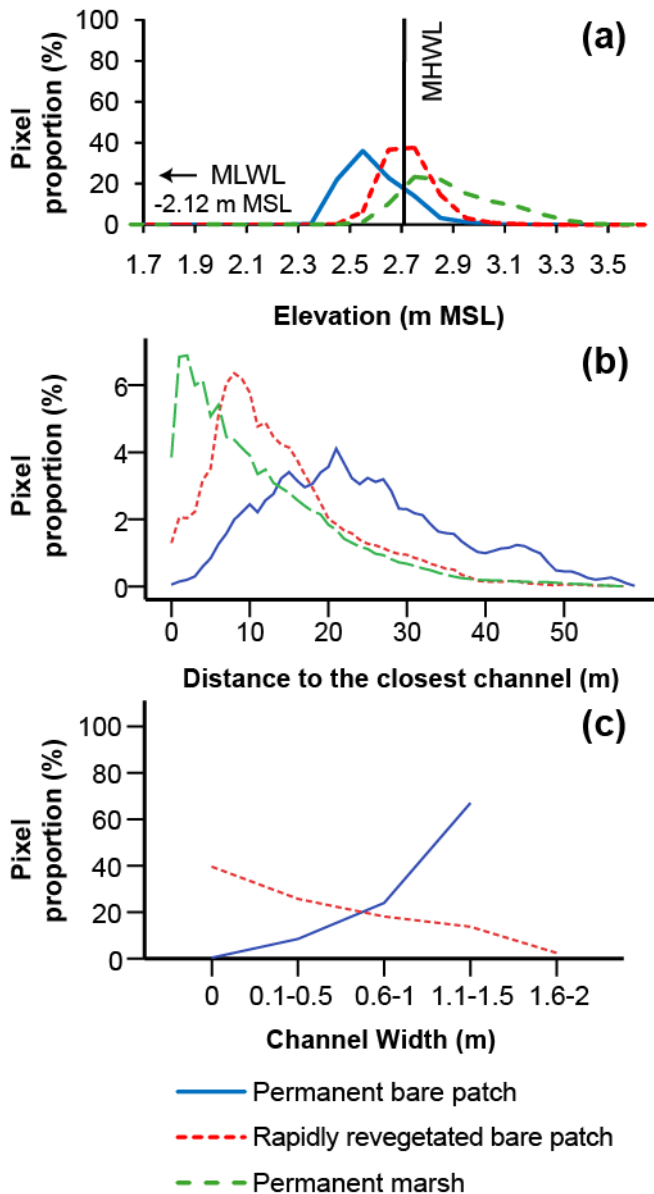 (a)
Pixel
proportion (%)
100
80
60
40
20
0
MHWL
MLWL
-2.12 m MSL
1.7 1.9 2.1 2.3 2.5 2.7 2.9 3.1 3.3 3.5
Elevation (m MSL)
(b)
Pixel
proportion (%)
6
4
2
0
0 10 20 30 40 50
Distance to the closest channel (m)
(c)
Pixel
proportion (%)
100
80
60
40
20
0
0 0.1-0.5 0.6-1 1.1-1.5 1.6-2
Channel Width (m)
Permanent bare patch
Rapidly revegetated bare patch
Permanent marsh